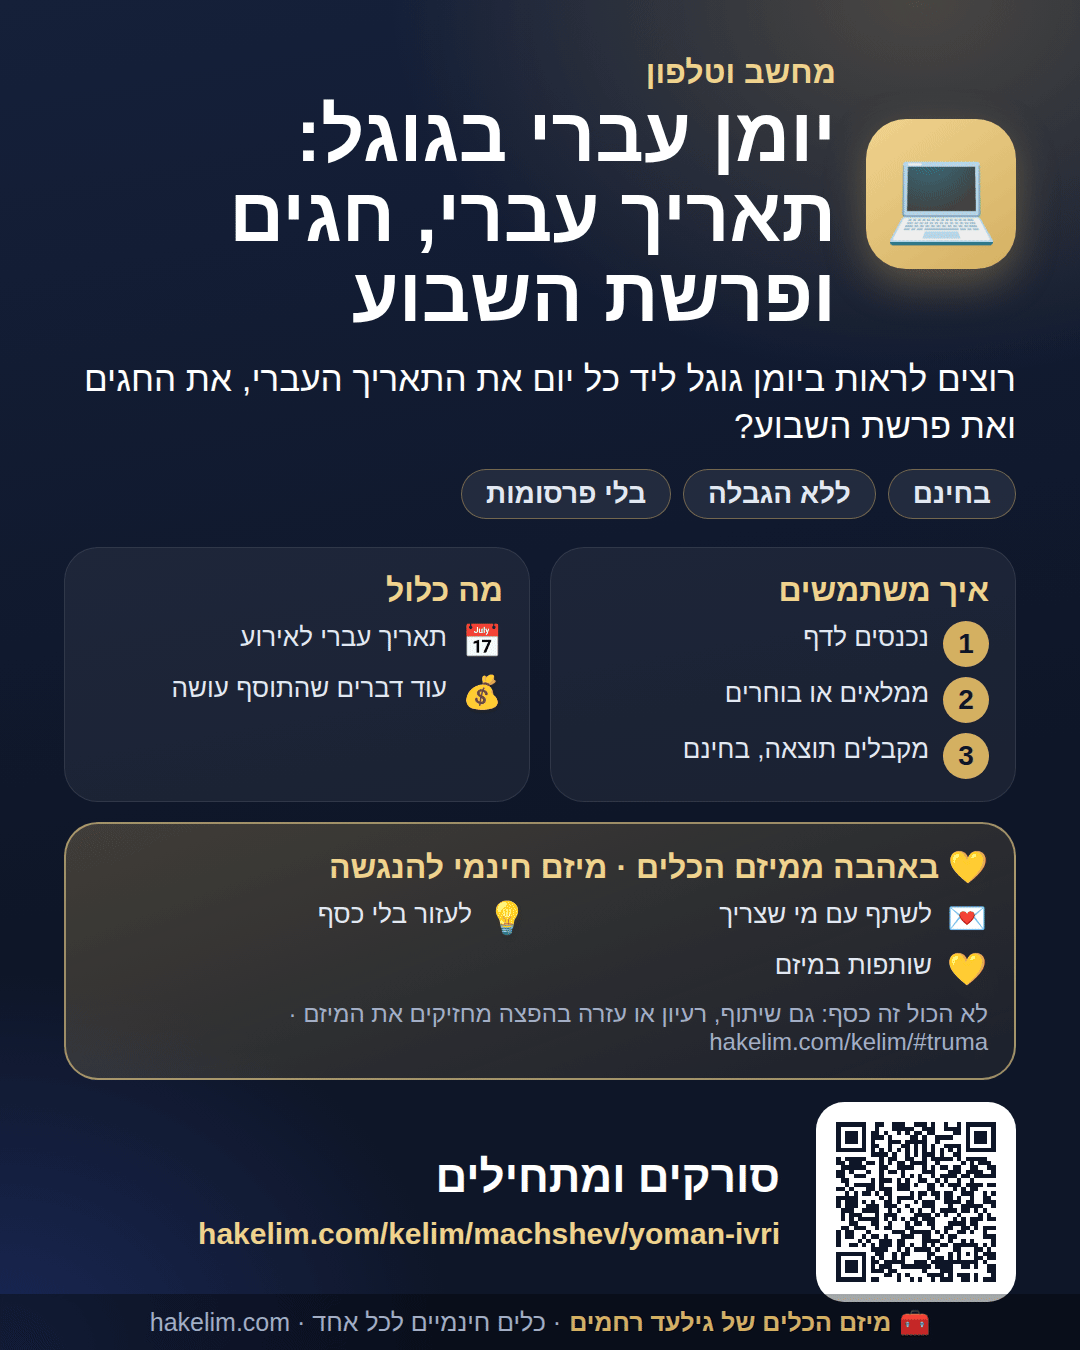 מחשב וטלפון
יומן עברי בגוגל:
תאריך עברי, חגים
ופרשת השבוע
רוצים לראות ביומן גוגל ליד כל יום את התאריך העברי, את החגים
ואת פרשת השבוע?
בחינם
ללא הגבלה
בלי פרסומות
איך משתמשים
1 נכנסים לדף
2 ממלאים או בוחרים
3 מקבלים תוצאה, בחינם
מה כלול
July 17 תאריך עברי לאירוע
💰 עוד דברים שהתוסף עושה
💛 באהבה ממיזם הכלים · מיזם חינמי להנגשה
💌 לשתף עם מי שצריך
💡 לעזור בלי כסף
💛 שותפות במיזם
לא הכול זה כסף: גם שיתוף, רעיון או עזרה בהפצה מחזיקים את המיזם ·
hakelim.com/kelim/#truma
סורקים ומתחילים
hakelim.com/kelim/machshev/yoman-ivri
🧰 מיזם הכלים של גילעד רחמים · כלים חינמיים לכל אחד · hakelim.com